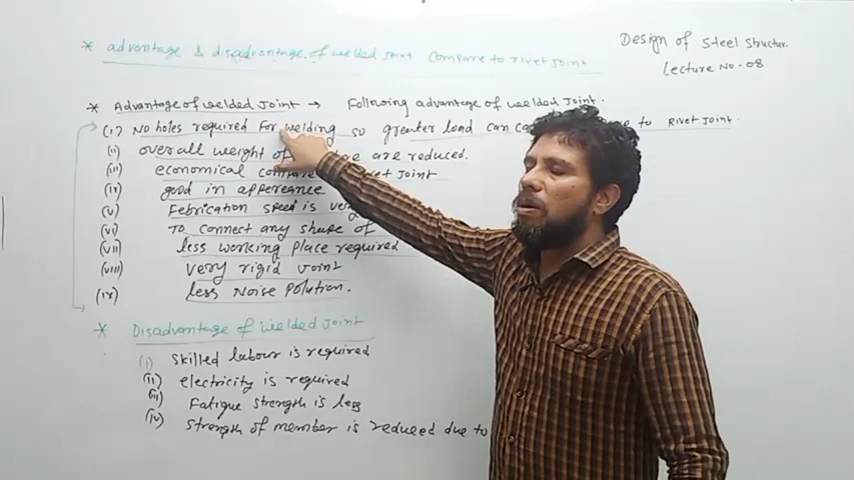 * advantage & disadvantage of welded Joint Compare to rivet Joint
Design of Steel Structure
Lecture No - 08
* Advantage of welded Joint → Following advantage of welded Joint.
(i) No holes required for welding so greater load can to Rivet Joint.
(ii) overall weight of are reduced.
(iii) economical Joint
(iv) good in appereance
(v) Febrication speed is
(vi) To connect any shape of
(vii) less working place required
(viii) very rigid Joint
(ix) less Noise Polution.
* Disadvantage of welded Joint
(i) Skilled labour is required
(ii) electricity is required
(iii) Fatigue strength is less
(iv) strength of member is reduced due to